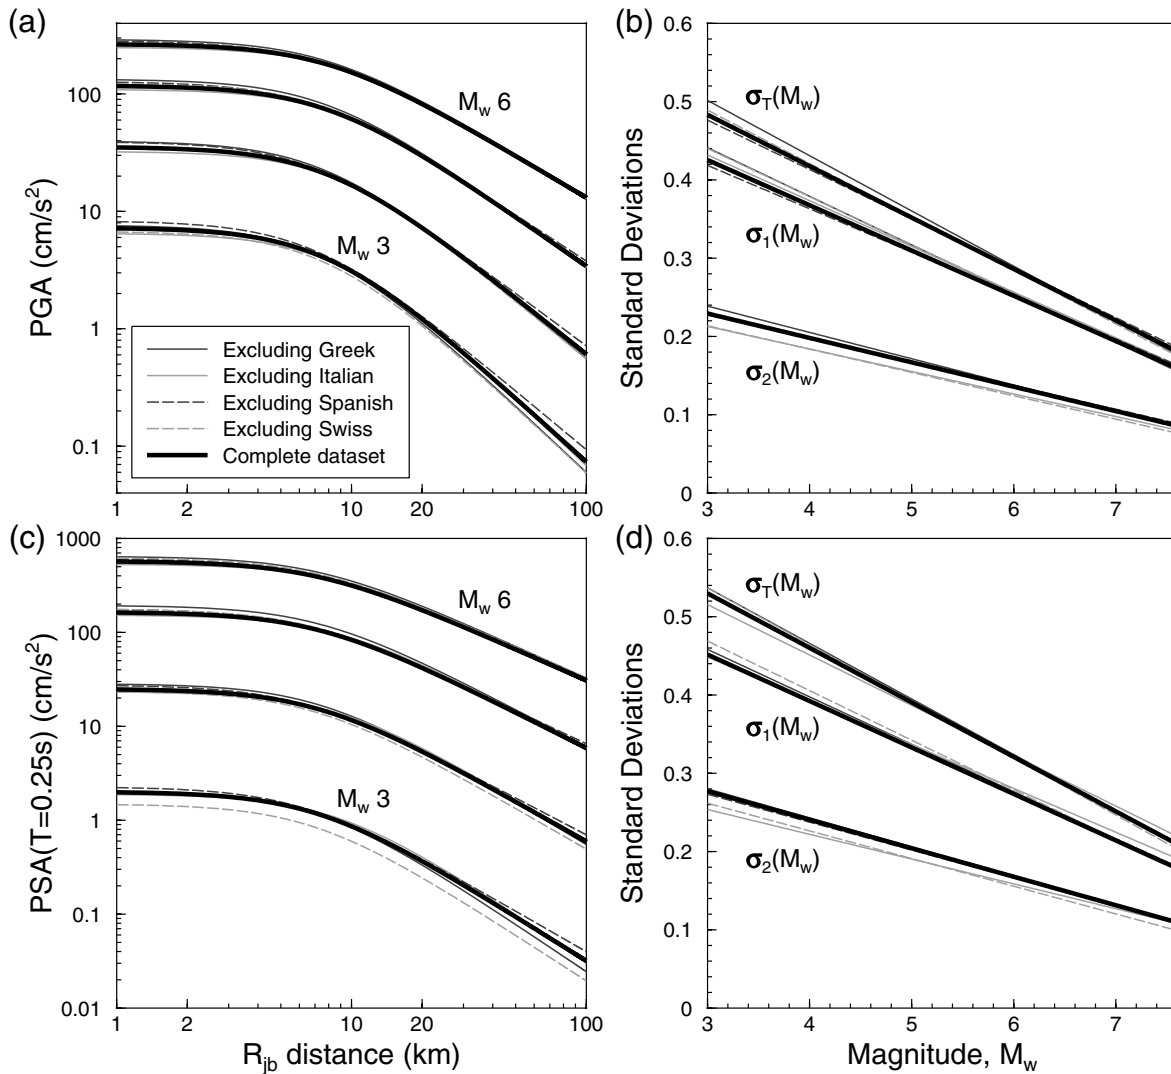 (a)
100
10
1
0.1
PGA (cm/s²)
M_w 6
M_w 3
Excluding Greek
Excluding Italian
Excluding Spanish
Excluding Swiss
Complete dataset
1 2 10 20 100
(b)
0.6
0.5
0.4
0.3
0.2
0.1
0
Standard Deviations
σ_T(M_w)
σ_1(M_w)
σ_2(M_w)
3 4 5 6 7
(c)
1000
100
10
1
0.1
0.01
PSA(T=0.25s) (cm/s²)
M_w 6
M_w 3
1 2 10 20 100
R_jb distance (km)
(d)
0.6
0.5
0.4
0.3
0.2
0.1
0
Standard Deviations
σ_T(M_w)
σ_1(M_w)
σ_2(M_w)
3 4 5 6 7
Magnitude, M_w